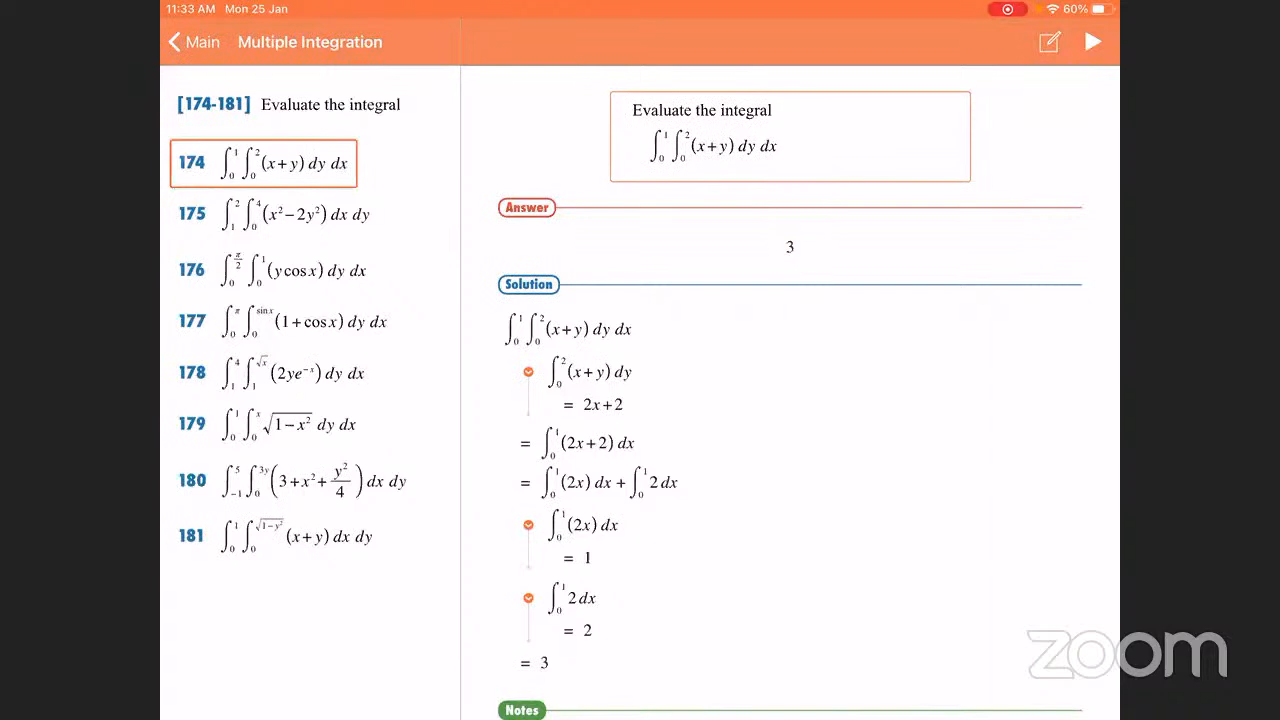 11:33 AM Mon 25 Jan
60%
Main Multiple Integration
[174-181] Evaluate the integral
174 ∫₀¹ ∫₀² (x+y) dy dx
175 ∫₁² ∫₀⁴ (x²−2y²) dx dy
176 ∫₀^(π/2) ∫₀¹ (y cos x) dy dx
177 ∫₀^π ∫₀^(sin x) (1+cos x) dy dx
178 ∫₁⁴ ∫₁^(√x) (2ye⁻ˣ) dy dx
179 ∫₀¹ ∫₀ˣ √(1−x²) dy dx
180 ∫₋₁⁵ ∫₀^(3y) (3+x²+y²/4) dx dy
181 ∫₀¹ ∫₀^(√(1−y²)) (x+y) dx dy
Evaluate the integral
∫₀¹ ∫₀² (x+y) dy dx
Answer
3
Solution
∫₀¹ ∫₀² (x+y) dy dx
∫₀² (x+y) dy
= 2x+2
= ∫₀¹ (2x+2) dx
= ∫₀¹ (2x) dx + ∫₀¹ 2 dx
∫₀¹ (2x) dx
= 1
∫₀¹ 2 dx
= 2
= 3
Notes
zoom